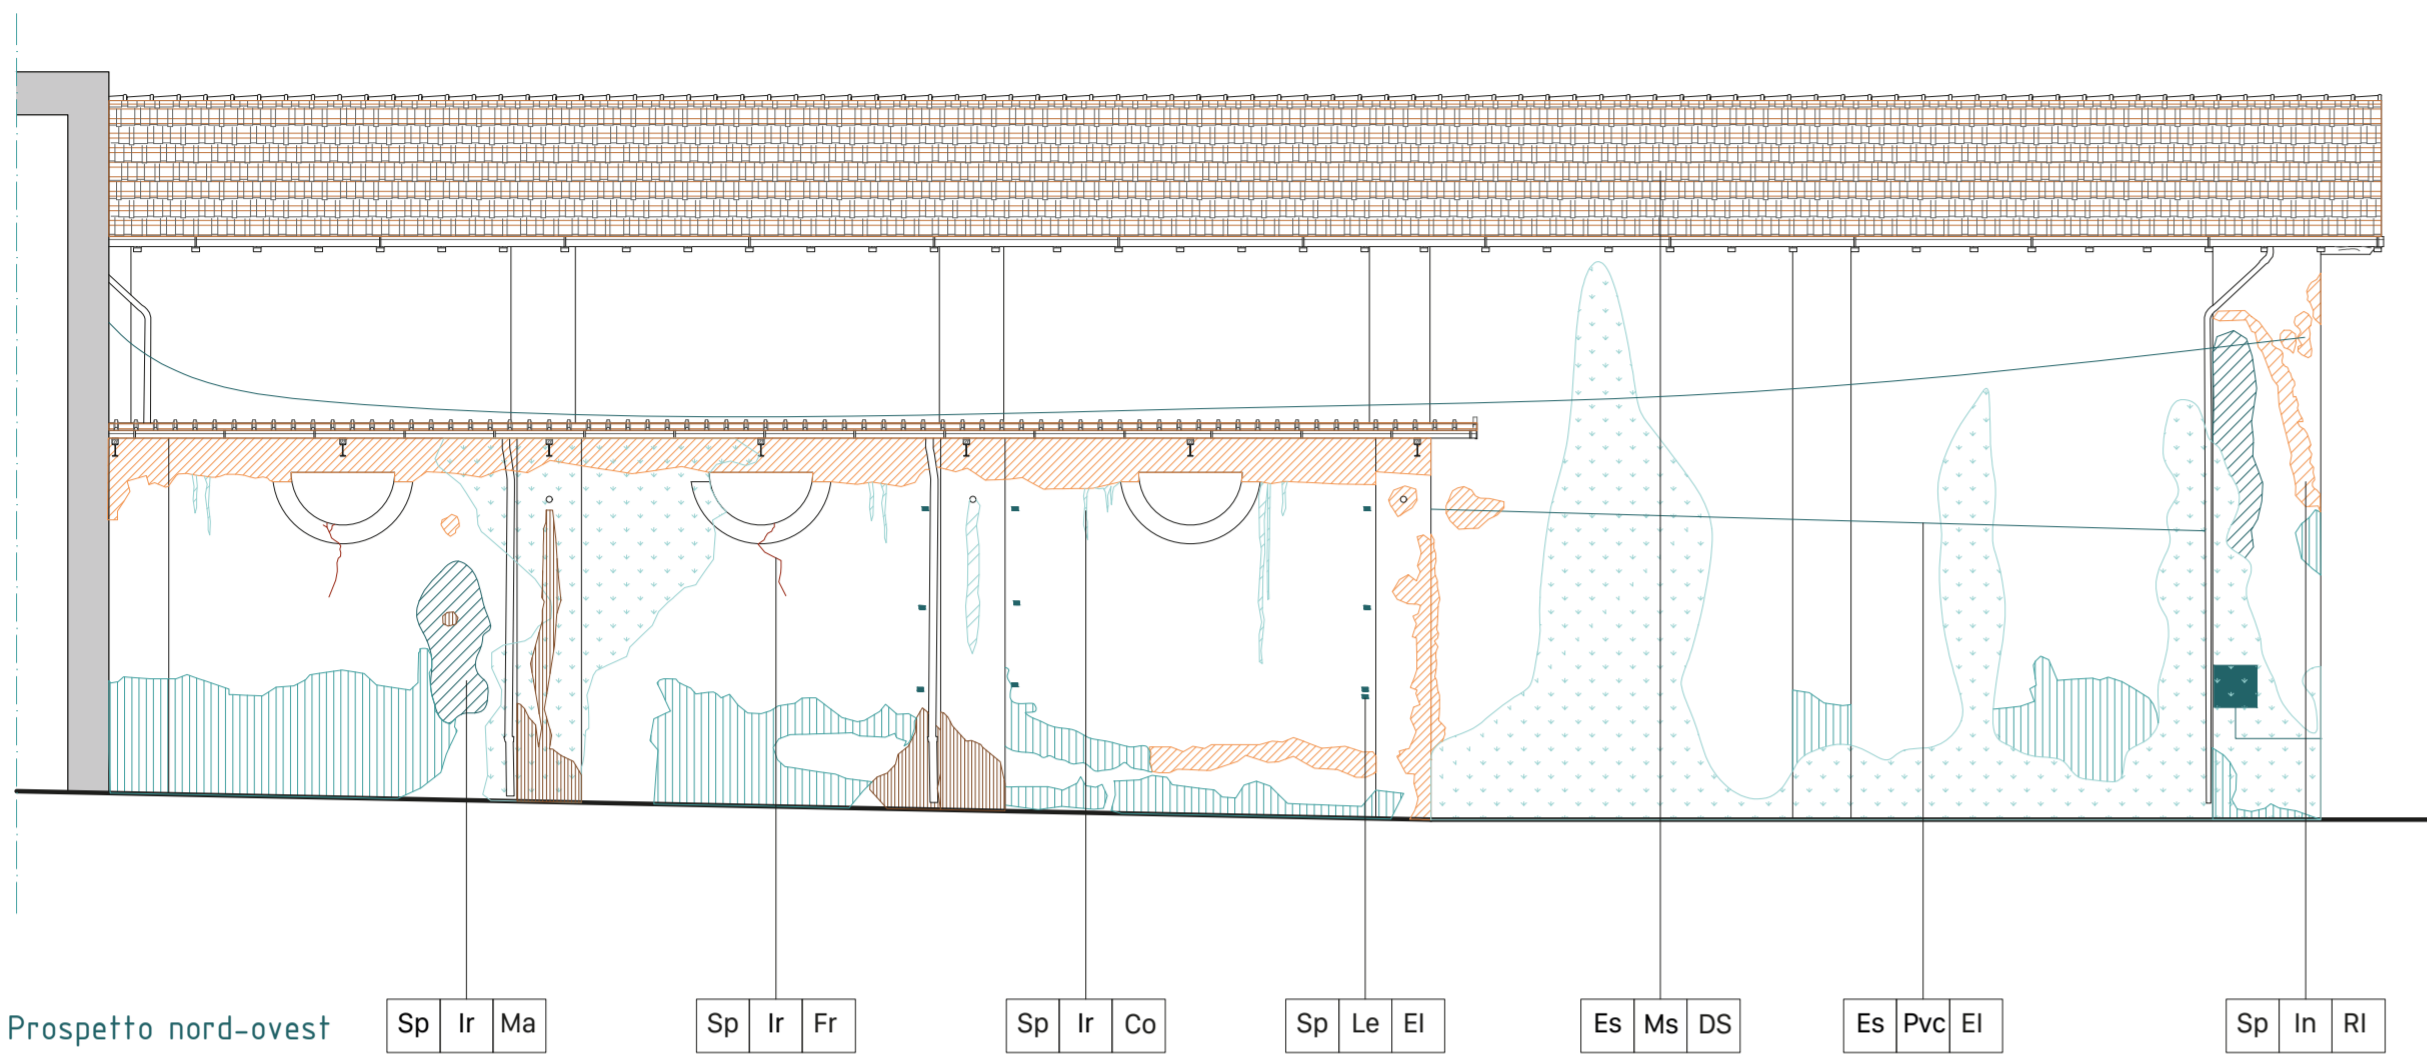 Prospetto nord-ovest
Sp Ir Ma
Sp Ir Fr
Sp Ir Co
Sp Le El
Es Ms DS
Es Pvc El
Sp In RI